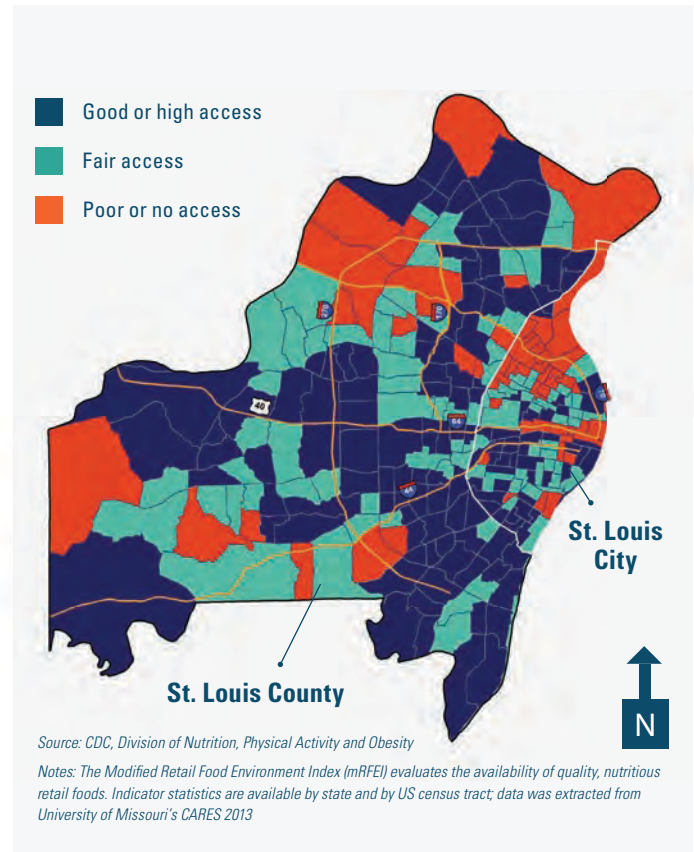 Good or high access
Fair access
Poor or no access
270
170
40
64
44
St. Louis
City
St. Louis County
N
Source: CDC, Division of Nutrition, Physical Activity and Obesity
Notes: The Modified Retail Food Environment Index (mRFEI) evaluates the availability of quality, nutritious
retail foods. Indicator statistics are available by state and by US census tract; data was extracted from
University of Missouri's CARES 2013